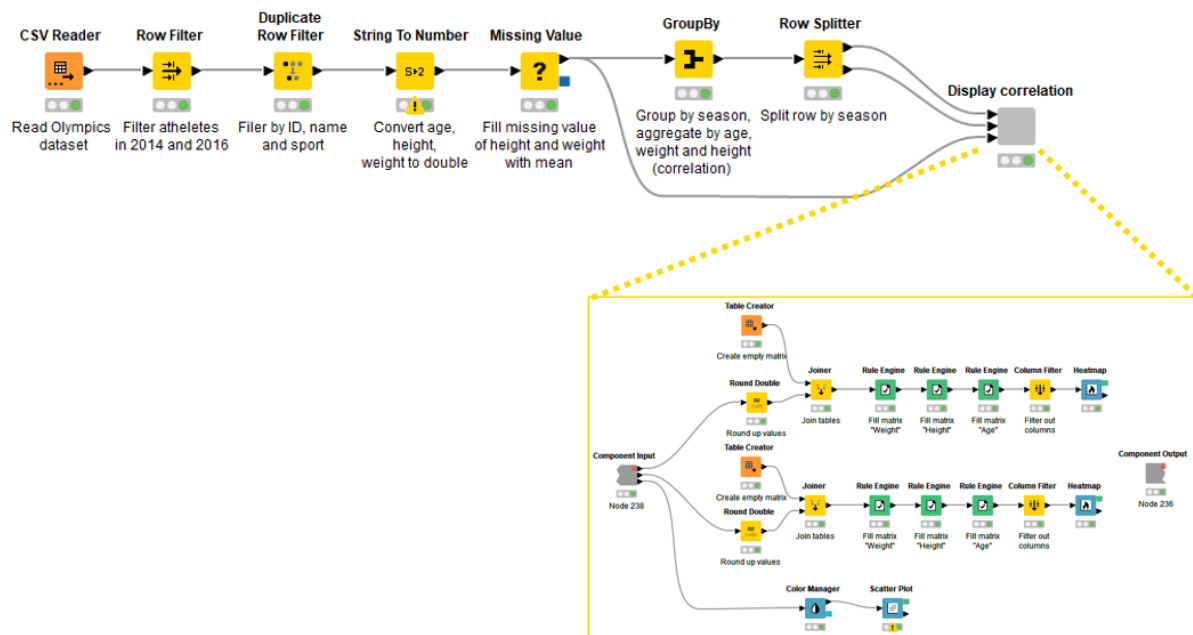 CSV Reader
Read Olympics
dataset
Row Filter
Filter atheletes
in 2014 and 2016
Duplicate
Row Filter
Filer by ID, name
and sport
String To Number
S▸2
Convert age,
height,
weight to double
Missing Value
?
Fill missing value
of height and weight
with mean
GroupBy
Group by season,
aggregate by age,
weight and height
(correlation)
Row Splitter
Split row by season
Display correlation
Table Creator
Create empty matrix
Round Double
Round up values
Joiner
Join tables
Rule Engine
Fill matrix
"Weight"
Rule Engine
Fill matrix
"Height"
Rule Engine
Fill matrix
"Age"
Column Filter
Filter out
columns
Heatmap
Component Input
Node 238
Table Creator
Create empty matrix
Round Double
Round up values
Joiner
Join tables
Rule Engine
Fill matrix
"Weight"
Rule Engine
Fill matrix
"Height"
Rule Engine
Fill matrix
"Age"
Column Filter
Filter out
columns
Heatmap
Component Output
Node 236
Color Manager
Scatter Plot